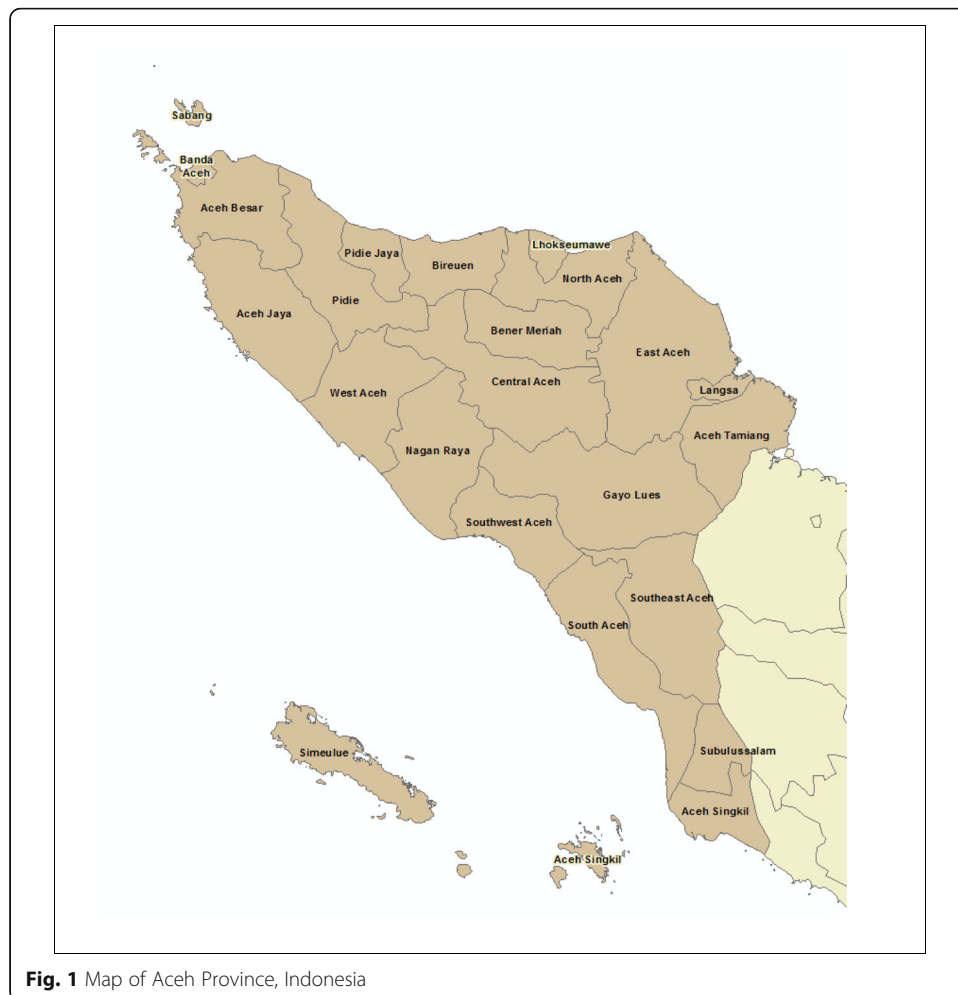 Sabang
Banda
Aceh
Aceh Besar
Lhokseumawe
Pidie Jaya
Bireuen
North Aceh
Pidie
Aceh Jaya
Bener Meriah
East Aceh
Central Aceh
Langsa
West Aceh
Aceh Tamiang
Nagan Raya
Gayo Lues
Southwest Aceh
Southeast Aceh
South Aceh
Simeulue
Subulussalam
Aceh Singkil
Aceh Singkil
Fig. 1 Map of Aceh Province, Indonesia